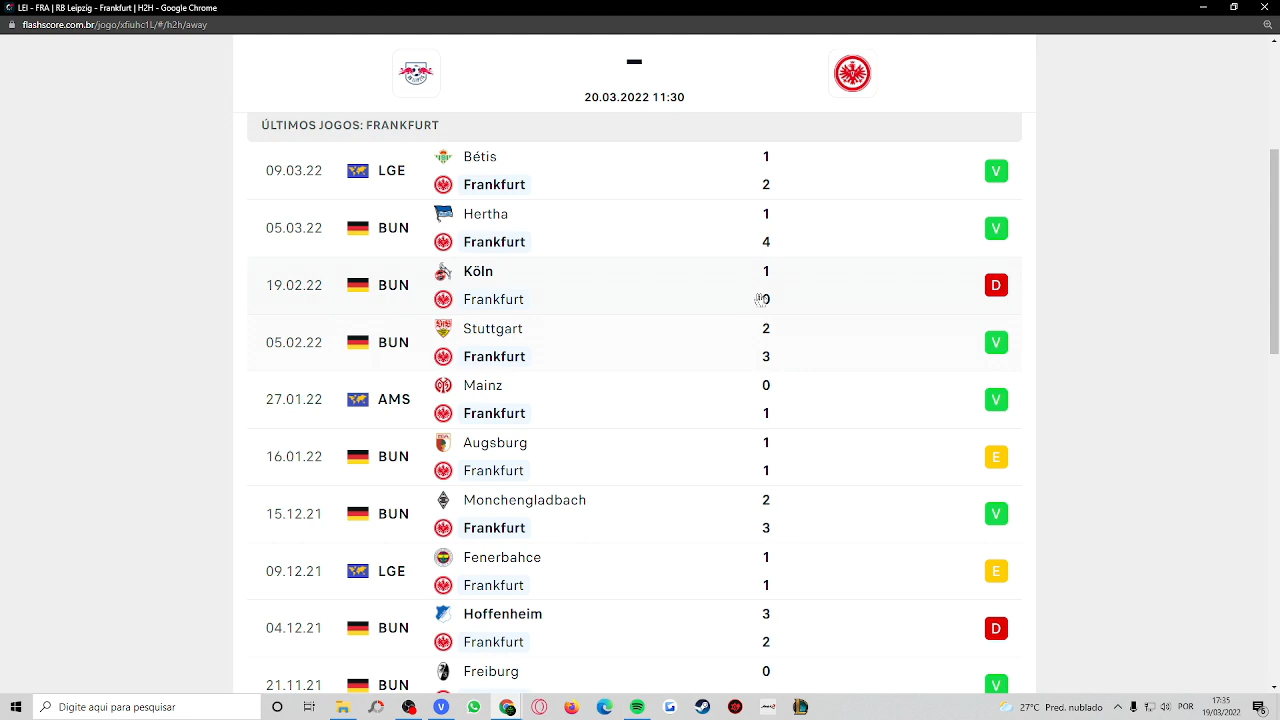 LEI - FRA | RB Leipzig - Frankfurt | H2H - Google Chrome
flashscore.com.br/jogo/dfiuhc1l/#/h2h/away
-
20.03.2022 11:30
ÚLTIMOS JOGOS: FRANKFURT
09.03.22 LGE Bétis 1 V
Frankfurt 2
05.03.22 BUN Hertha 1 V
Frankfurt 4
19.02.22 BUN Köln 1 D
Frankfurt 0
05.02.22 BUN Stuttgart 2 V
Frankfurt 3
27.01.22 AMS Mainz 0 V
Frankfurt 1
16.01.22 BUN Augsburg 1 E
Frankfurt 1
15.12.21 BUN Monchengladbach 2 V
Frankfurt 3
09.12.21 LGE Fenerbahce 1 E
Frankfurt 1
04.12.21 BUN Hoffenheim 3 D
Frankfurt 2
21.11.21 BUN Freiburg 0 V
Digite aqui para pesquisar
27°C Pred. nublado
POR
17:35
19/03/2022